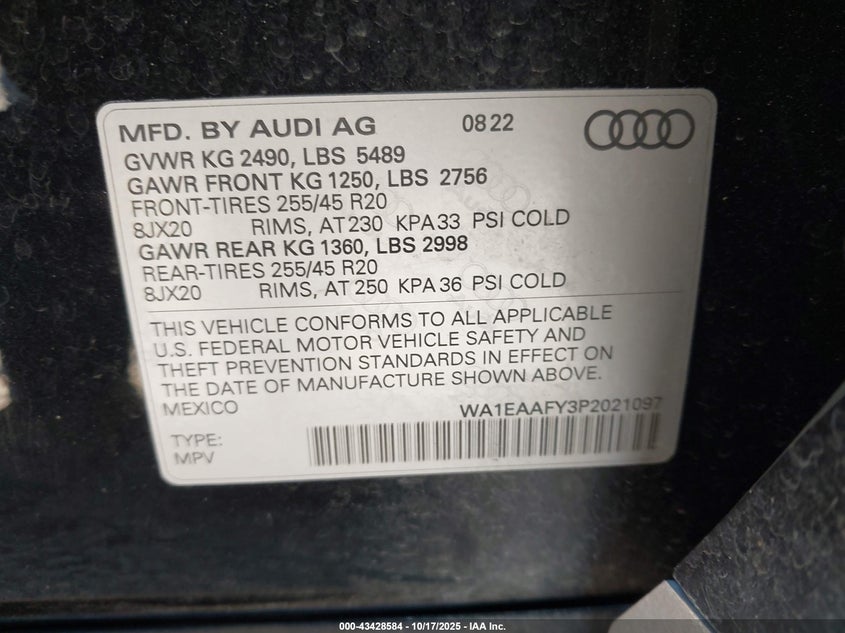 MFD. BY AUDI AG 08 22
GVWR KG 2490, LBS 5489
GAWR FRONT KG 1250, LBS 2756
FRONT-TIRES 255/45 R20
8JX20 RIMS, AT 230 KPA 33 PSI COLD
GAWR REAR KG 1360, LBS 2998
REAR-TIRES 255/45 R20
8JX20 RIMS, AT 250 KPA 36 PSI COLD
THIS VEHICLE CONFORMS TO ALL APPLICABLE
U.S. FEDERAL MOTOR VEHICLE SAFETY AND
THEFT PREVENTION STANDARDS IN EFFECT ON
THE DATE OF MANUFACTURE SHOWN ABOVE.
MEXICO WA1EAAFY3P2021097
TYPE:
MPV
000-43428584 - 10/17/2025 - IAA Inc.